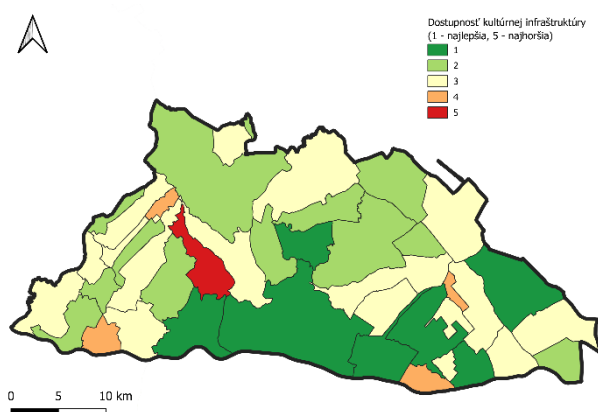 Dostupnosť kultúrnej infraštruktúry
(1 - najlepšia, 5 - najhoršia)
1
2
3
4
5
0 5 10 km